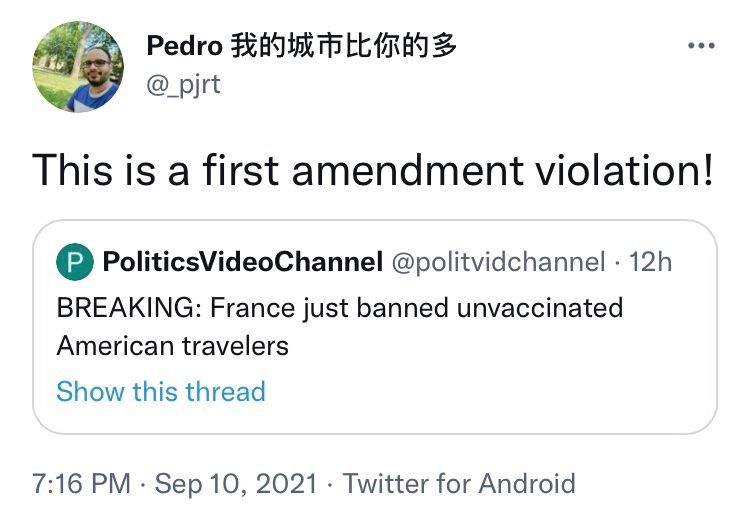 Pedro 我的城市比你的多
@_pjrt
This is a first amendment violation!
P PoliticsVideoChannel @politvidchannel · 12h
BREAKING: France just banned unvaccinated
American travelers
Show this thread
7:16 PM · Sep 10, 2021 · Twitter for Android